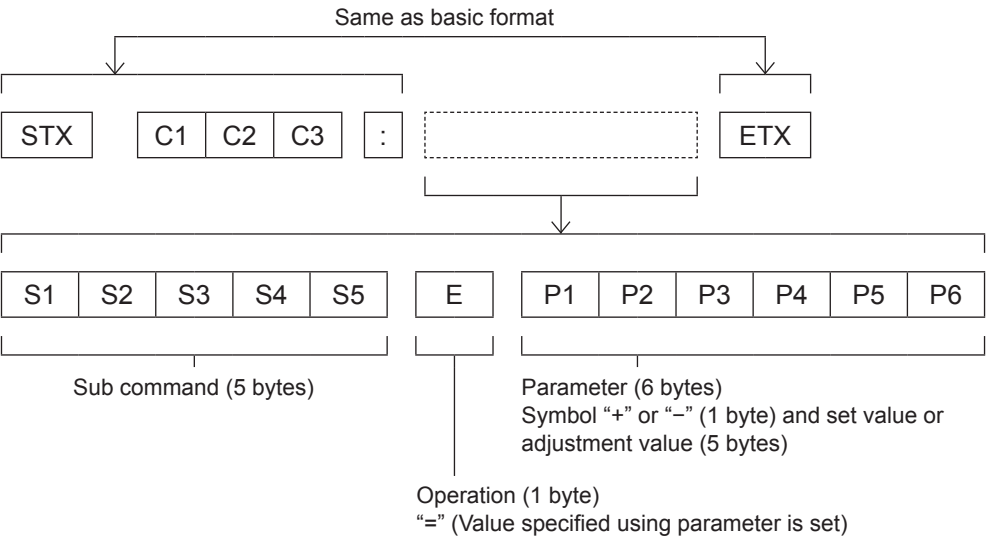 Same as basic format
STX C1 C2 C3 : ETX
S1 S2 S3 S4 S5 E P1 P2 P3 P4 P5 P6
Sub command (5 bytes)
Parameter (6 bytes)
Symbol “+” or “−” (1 byte) and set value or
adjustment value (5 bytes)
Operation (1 byte)
“=” (Value specified using parameter is set)